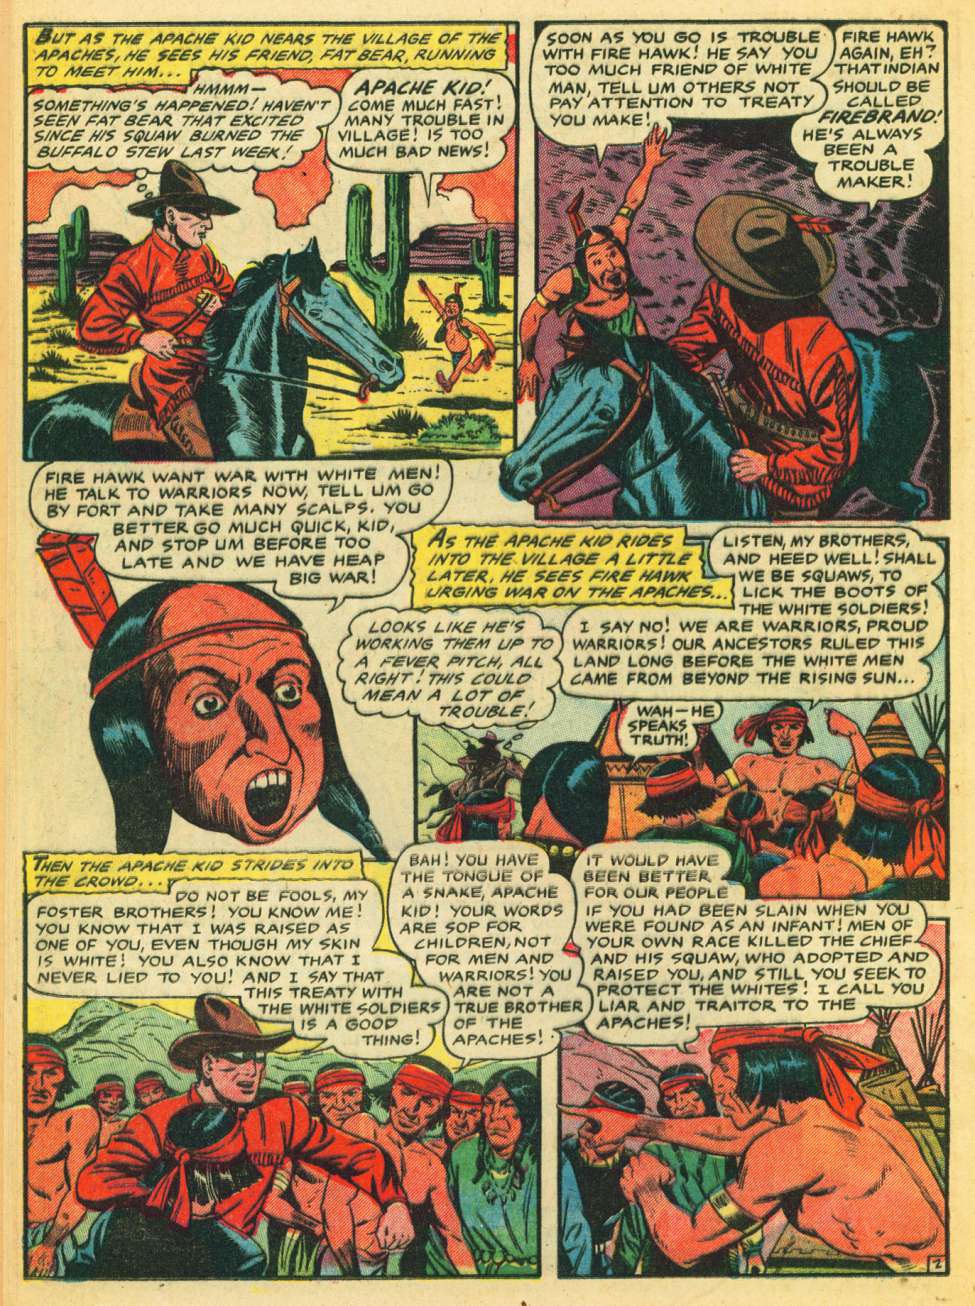 BUT AS THE APACHE KID NEARS THE VILLAGE OF THE
APACHES, HE SEES HIS FRIEND, FAT BEAR, RUNNING
TO MEET HIM...
HMMM—
SOMETHING'S HAPPENED! HAVEN'T
SEEN FAT BEAR THAT EXCITED
SINCE HIS SQUAW BURNED THE
BUFFALO STEW LAST WEEK!
APACHE KID!
COME MUCH FAST!
MANY TROUBLE IN
VILLAGE! IS TOO
MUCH BAD NEWS!
SOON AS YOU GO IS TROUBLE
WITH FIRE HAWK! HE SAY YOU
TOO MUCH FRIEND OF WHITE
MAN, TELL UM OTHERS NOT
PAY ATTENTION TO TREATY
YOU MAKE!
FIRE HAWK
AGAIN, EH?
THAT INDIAN
SHOULD BE
CALLED
FIREBRAND!
HE'S ALWAYS
BEEN A
TROUBLE
MAKER!
FIRE HAWK WANT WAR WITH WHITE MEN!
HE TALK TO WARRIORS NOW, TELL UM GO
BY FORT AND TAKE MANY SCALPS. YOU
BETTER GO MUCH QUICK, KID,
AND STOP UM BEFORE TOO
LATE AND WE HAVE HEAP
BIG WAR!
AS THE APACHE KID RIDES
INTO THE VILLAGE A LITTLE
LATER, HE SEES FIRE HAWK
URGING WAR ON THE APACHES...
LOOKS LIKE HE'S
WORKING THEM UP TO
A FEVER PITCH, ALL
RIGHT! THIS COULD
MEAN A LOT OF
TROUBLE!
LISTEN, MY BROTHERS,
AND HEED WELL! SHALL
WE BE SQUAWS, TO
LICK THE BOOTS OF
THE WHITE SOLDIERS!
I SAY NO! WE ARE WARRIORS, PROUD
WARRIORS! OUR ANCESTORS RULED THIS
LAND LONG BEFORE THE WHITE MEN
CAME FROM BEYOND THE RISING SUN...
WAH—HE
SPEAKS
TRUTH!
THEN THE APACHE KID STRIDES INTO
THE CROWD...
DO NOT BE FOOLS, MY
FOSTER BROTHERS! YOU KNOW ME!
YOU KNOW THAT I WAS RAISED AS
ONE OF YOU, EVEN THOUGH MY SKIN
IS WHITE! YOU ALSO KNOW THAT I
NEVER LIED TO YOU! AND I SAY THAT
THIS TREATY WITH
THE WHITE SOLDIERS
IS A GOOD
THING!
BAH! YOU HAVE
THE TONGUE OF
A SNAKE, APACHE
KID! YOUR WORDS
ARE SOP FOR
CHILDREN, NOT
FOR MEN AND
WARRIORS! YOU
ARE NOT A
TRUE BROTHER
OF THE
APACHES!
IT WOULD HAVE
BEEN BETTER
FOR OUR PEOPLE
IF YOU HAD BEEN SLAIN WHEN YOU
WERE FOUND AS AN INFANT! MEN OF
YOUR OWN RACE KILLED THE CHIEF
AND HIS SQUAW, WHO ADOPTED AND
RAISED YOU, AND STILL YOU SEEK TO
PROTECT THE WHITES! I CALL YOU
LIAR AND TRAITOR TO THE
APACHES!
2